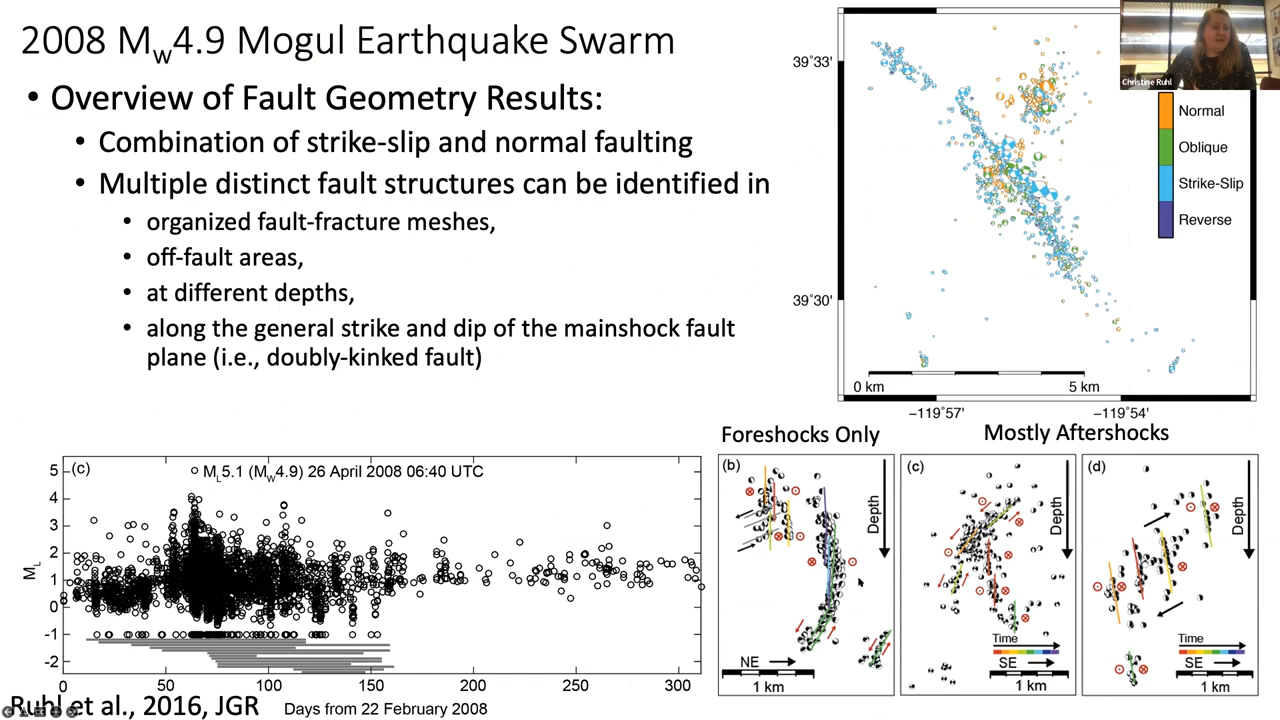 2008 Mw4.9 Mogul Earthquake Swarm
• Overview of Fault Geometry Results:
• Combination of strike-slip and normal faulting
• Multiple distinct fault structures can be identified in
• organized fault-fracture meshes,
• off-fault areas,
• at different depths,
• along the general strike and dip of the mainshock fault
plane (i.e., doubly-kinked fault)
Christine Ruhl
39°33'
39°30'
Normal
Oblique
Strike-Slip
Reverse
0 km
5 km
−119°57'
−119°54'
Foreshocks Only
Mostly Aftershocks
(c)
ML5.1 (Mw4.9) 26 April 2008 06:40 UTC
ML
5
4
3
2
1
0
-1
-2
0
50
100
150
200
250
300
Days from 22 February 2008
(b)
Depth
NE
1 km
(c)
Depth
Time
SE
1 km
(d)
Depth
Time
SE
1 km
Ruhl et al., 2016, JGR